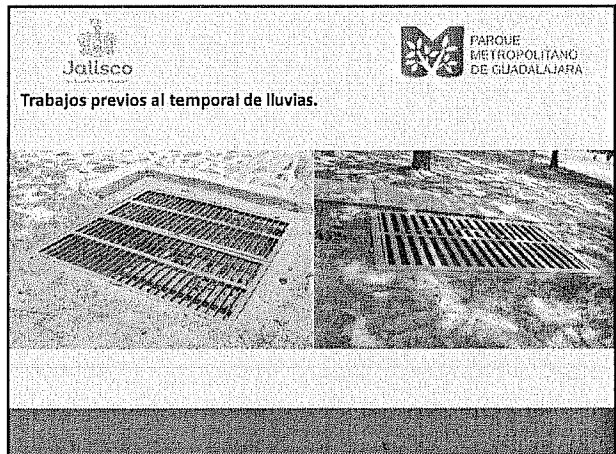 Jalisco
PARQUE
METROPOLITANO
DE GUADALAJARA
Trabajos previos al temporal de lluvias.